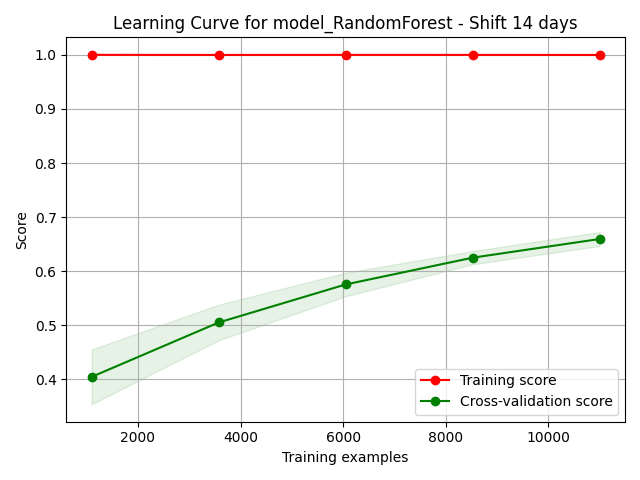 Learning Curve for model_RandomForest - Shift 14 days
1.0
0.9
0.8
0.7
0.6
0.5
0.4
Score
2000 4000 6000 8000 10000
Training examples
Training score
Cross-validation score